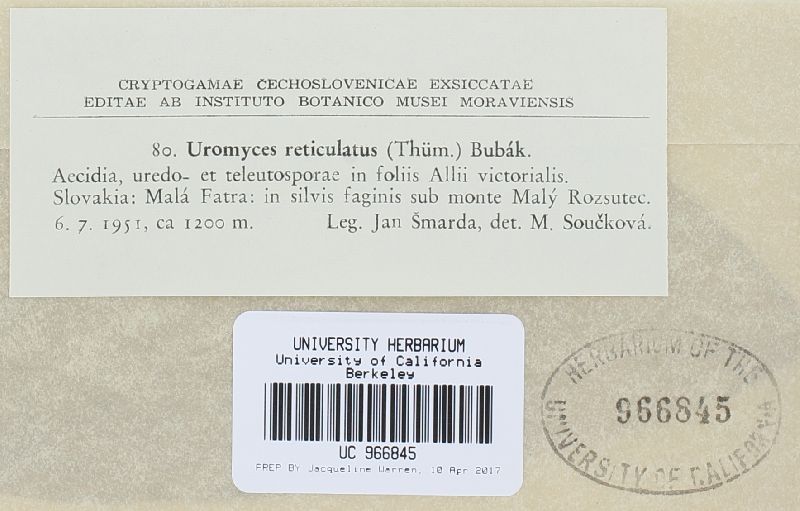 CRYPTOGAMAE ČECHOSLOVENICAE EXSICCATAE
EDITAE AB INSTITUTO BOTANICO MUSEI MORAVIENSIS
80. Uromyces reticulatus (Thüm.) Bubák.
Aecidia, uredo- et teleutosporae in foliis Allii victorialis.
Slovakia: Malá Fatra: in silvis faginis sub monte Malý Rozsutec.
6. 7. 1951, ca 1200 m. Leg. Jan Šmarda, det. M. Součková.
UNIVERSITY HERBARIUM
University of California
Berkeley
UC 966845
PREP BY Jacqueline Warren, 10 Apr 2017
HERBARIUM OF THE
966845
UNIVERSITY OF CALIFORNIA